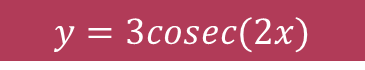 y = 3cosec(2x)